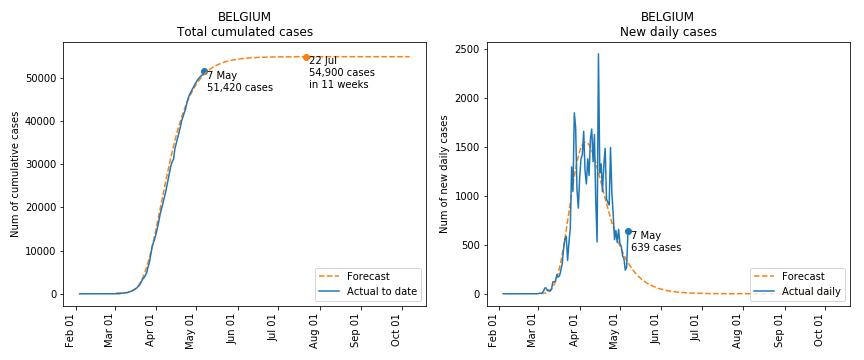 BELGIUM
Total cumulated cases
Num of cumulative cases
50000
40000
30000
20000
10000
0
7 May
51,420 cases
22 Jul
54,900 cases
in 11 weeks
Forecast
Actual to date
Feb 01
Mar 01
Apr 01
May 01
Jun 01
Jul 01
Aug 01
Sep 01
Oct 01
BELGIUM
New daily cases
Num of new daily cases
2500
2000
1500
1000
500
0
7 May
639 cases
Forecast
Actual daily
Feb 01
Mar 01
Apr 01
May 01
Jun 01
Jul 01
Aug 01
Sep 01
Oct 01